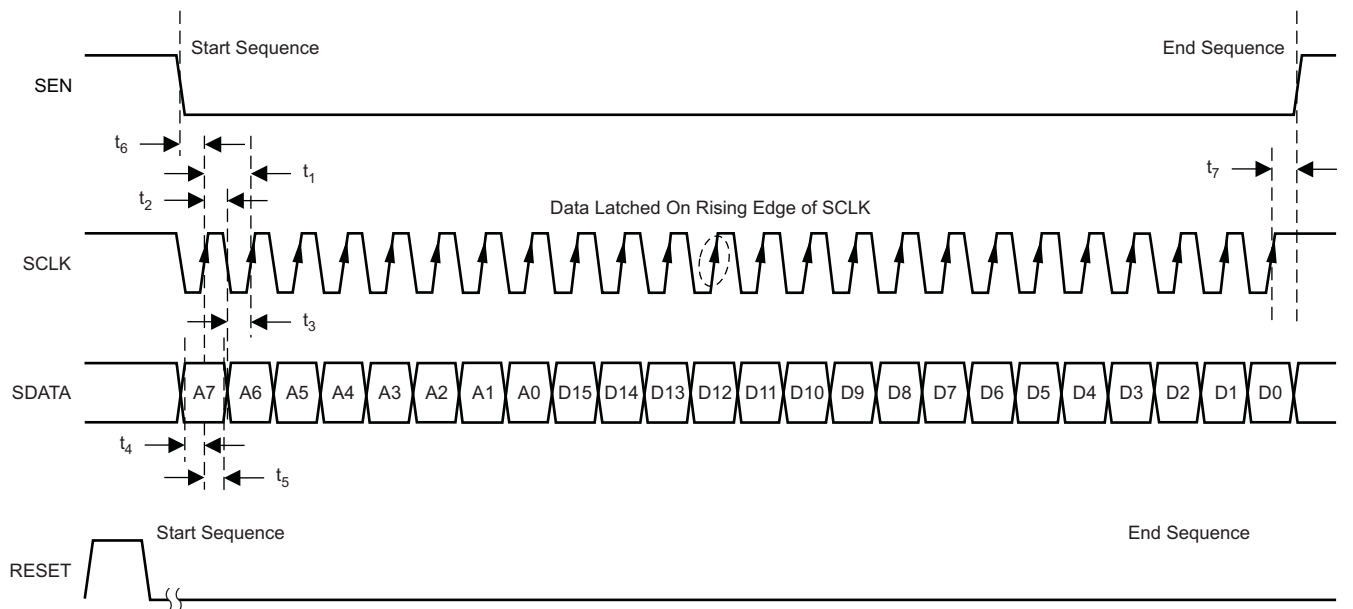 Start Sequence
End Sequence
SEN
t6
t1
t7
t2
Data Latched On Rising Edge of SCLK
SCLK
t3
SDATA
A7 A6 A5 A4 A3 A2 A1 A0 D15 D14 D13 D12 D11 D10 D9 D8 D7 D6 D5 D4 D3 D2 D1 D0
t4
t5
Start Sequence
End Sequence
RESET